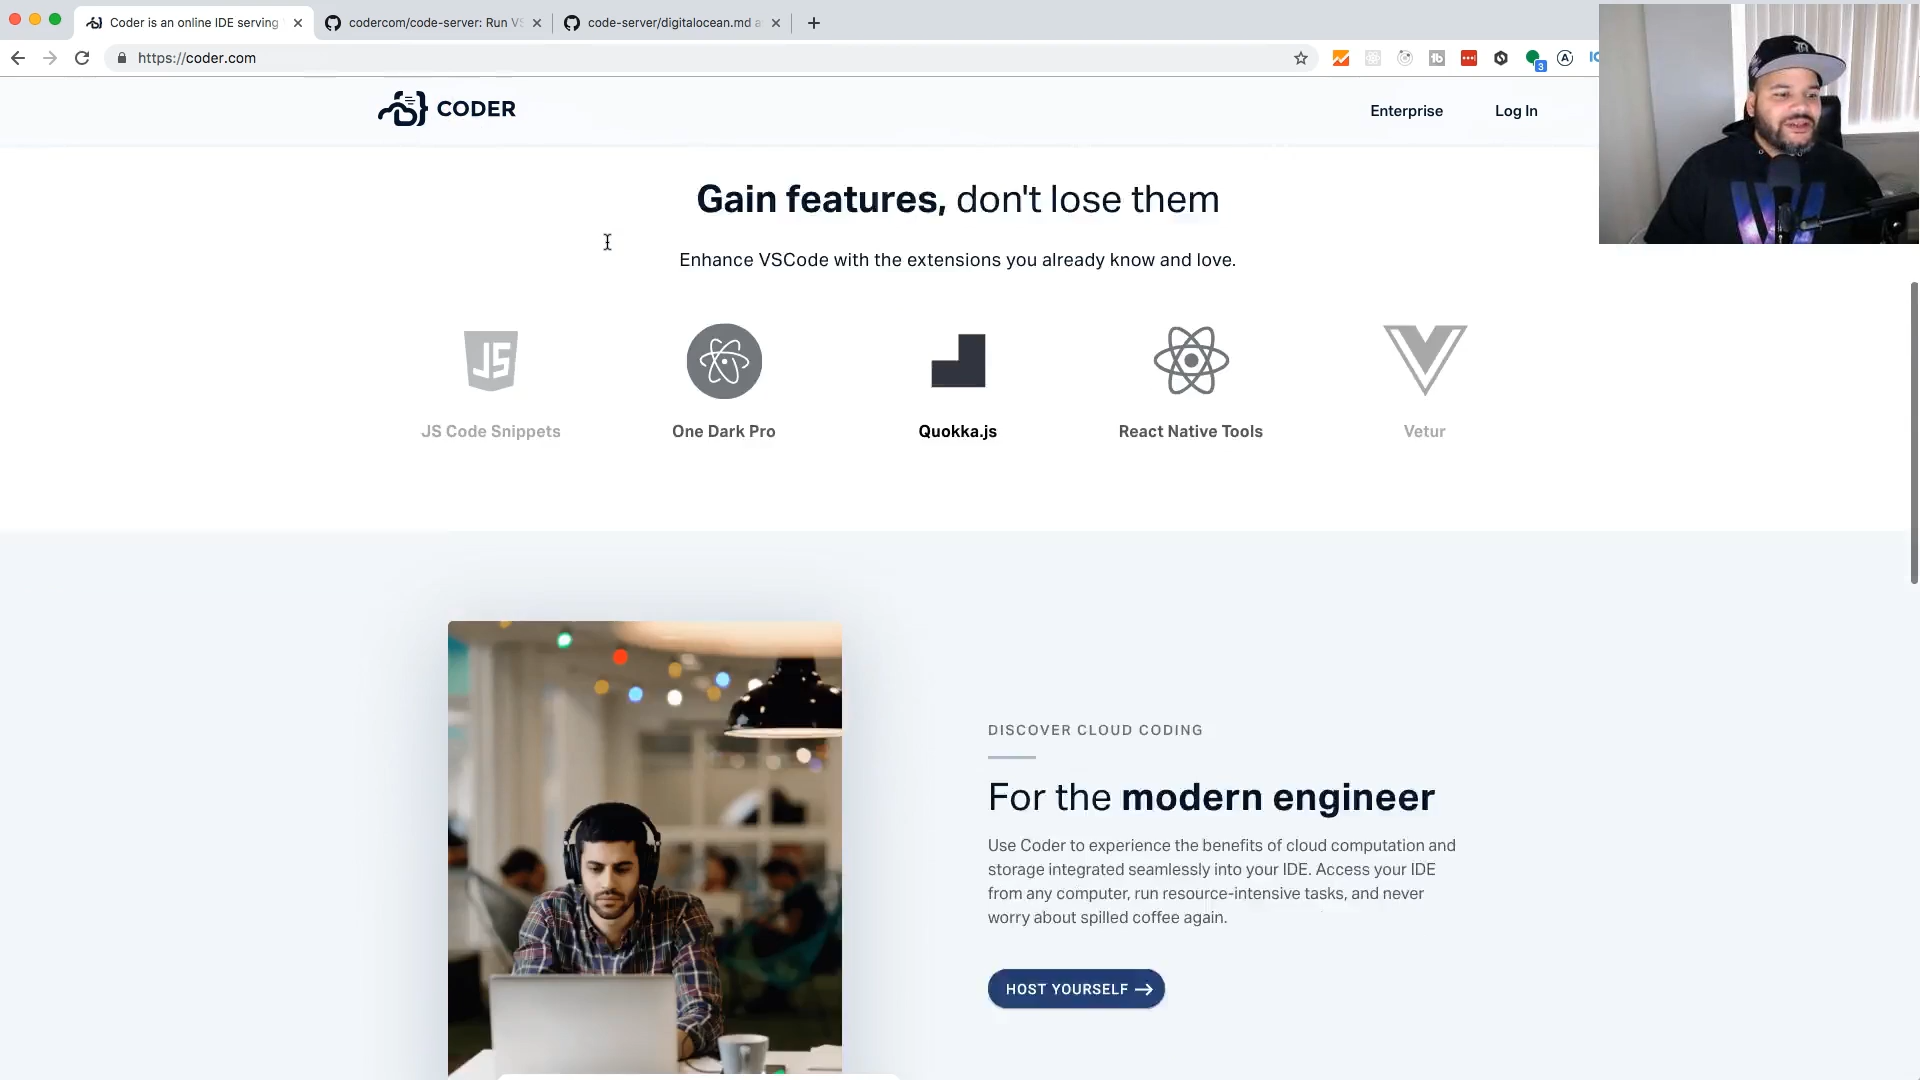 Coder is an online IDE serving
codercom/code-server: Run VS
code-server/digitalocean.md a
https://coder.com
3
CODER
Enterprise
Log In
Gain features, don't lose them
Enhance VSCode with the extensions you already know and love.
JS
JS Code Snippets
One Dark Pro
Quokka.js
React Native Tools
Vetur
DISCOVER CLOUD CODING
For the modern engineer
Use Coder to experience the benefits of cloud computation and
storage integrated seamlessly into your IDE. Access your IDE
from any computer, run resource-intensive tasks, and never
worry about spilled coffee again.
HOST YOURSELF